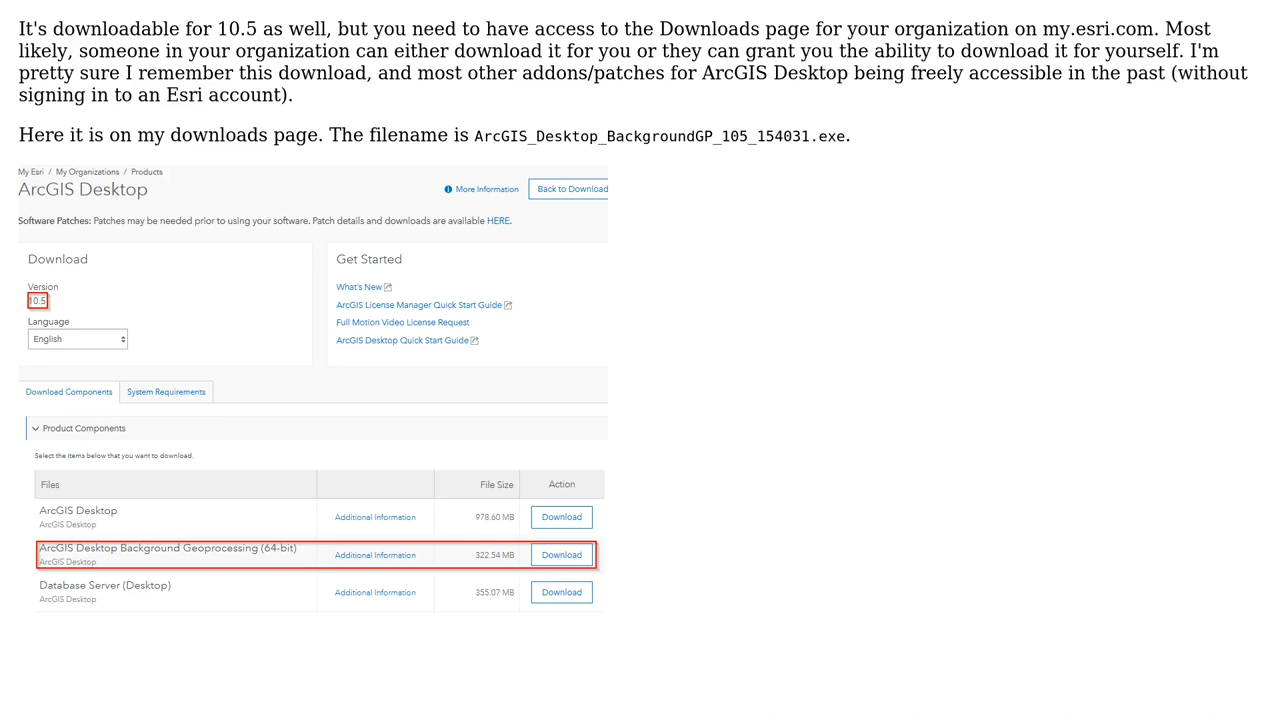 It's downloadable for 10.5 as well, but you need to have access to the Downloads page for your organization on my.esri.com. Most
likely, someone in your organization can either download it for you or they can grant you the ability to download it for yourself. I'm
pretty sure I remember this download, and most other addons/patches for ArcGIS Desktop being freely accessible in the past (without
signing in to an Esri account).
Here it is on my downloads page. The filename is ArcGIS_Desktop_BackgroundGP_105_154031.exe.
My Esri / My Organizations / Products
ArcGIS Desktop
More Information
Back to Download
Software Patches: Patches may be needed prior to using your software. Patch details and downloads are available HERE.
Download
Version
10.5
Language
English
Get Started
What's New
ArcGIS License Manager Quick Start Guide
Full Motion Video License Request
ArcGIS Desktop Quick Start Guide
Download Components System Requirements
Product Components
Select the items below that you want to download.
Files File Size Action
ArcGIS Desktop
ArcGIS Desktop
Additional Information 978.60 MB Download
ArcGIS Desktop Background Geoprocessing (64-bit)
ArcGIS Desktop
Additional Information 322.54 MB Download
Database Server (Desktop)
ArcGIS Desktop
Additional Information 355.07 MB Download